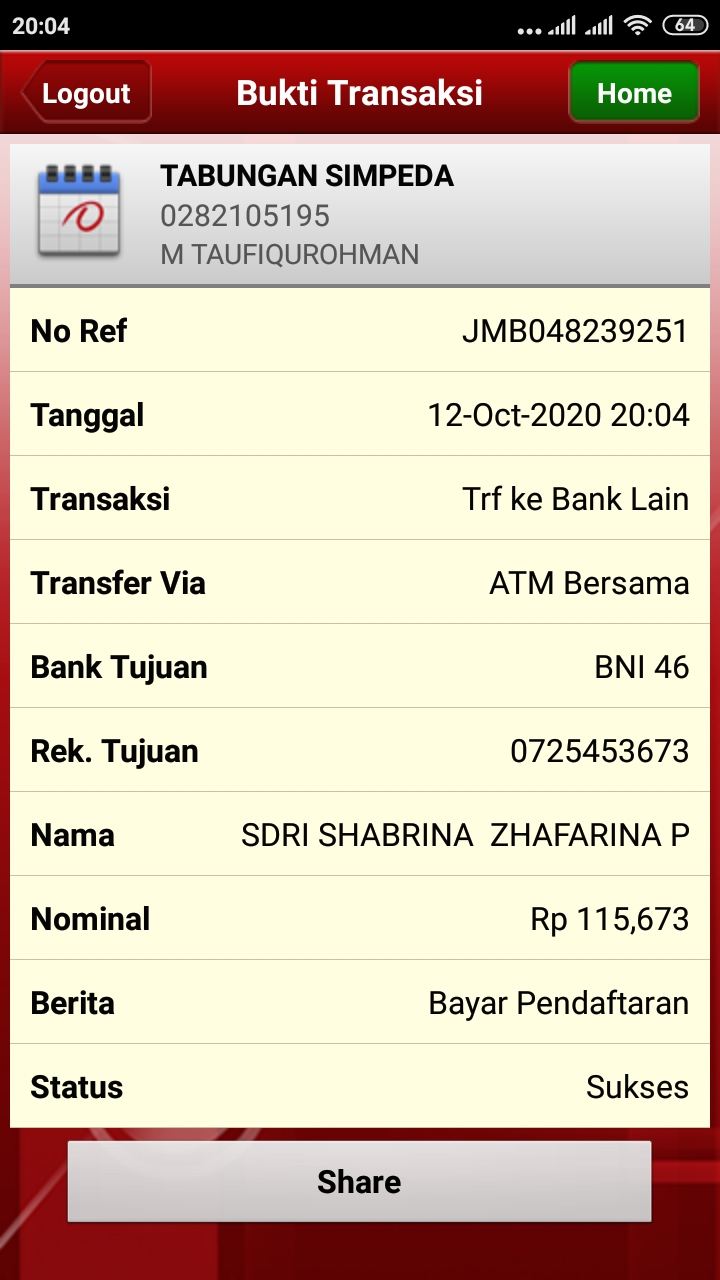 20:04
64
Logout
Bukti Transaksi
Home
TABUNGAN SIMPEDA
0282105195
M TAUFIQUROHMAN
No Ref JMB048239251
Tanggal 12-Oct-2020 20:04
Transaksi Trf ke Bank Lain
Transfer Via ATM Bersama
Bank Tujuan BNI 46
Rek. Tujuan 0725453673
Nama SDRI SHABRINA  ZHAFARINA P
Nominal Rp 115,673
Berita Bayar Pendaftaran
Status Sukses
Share